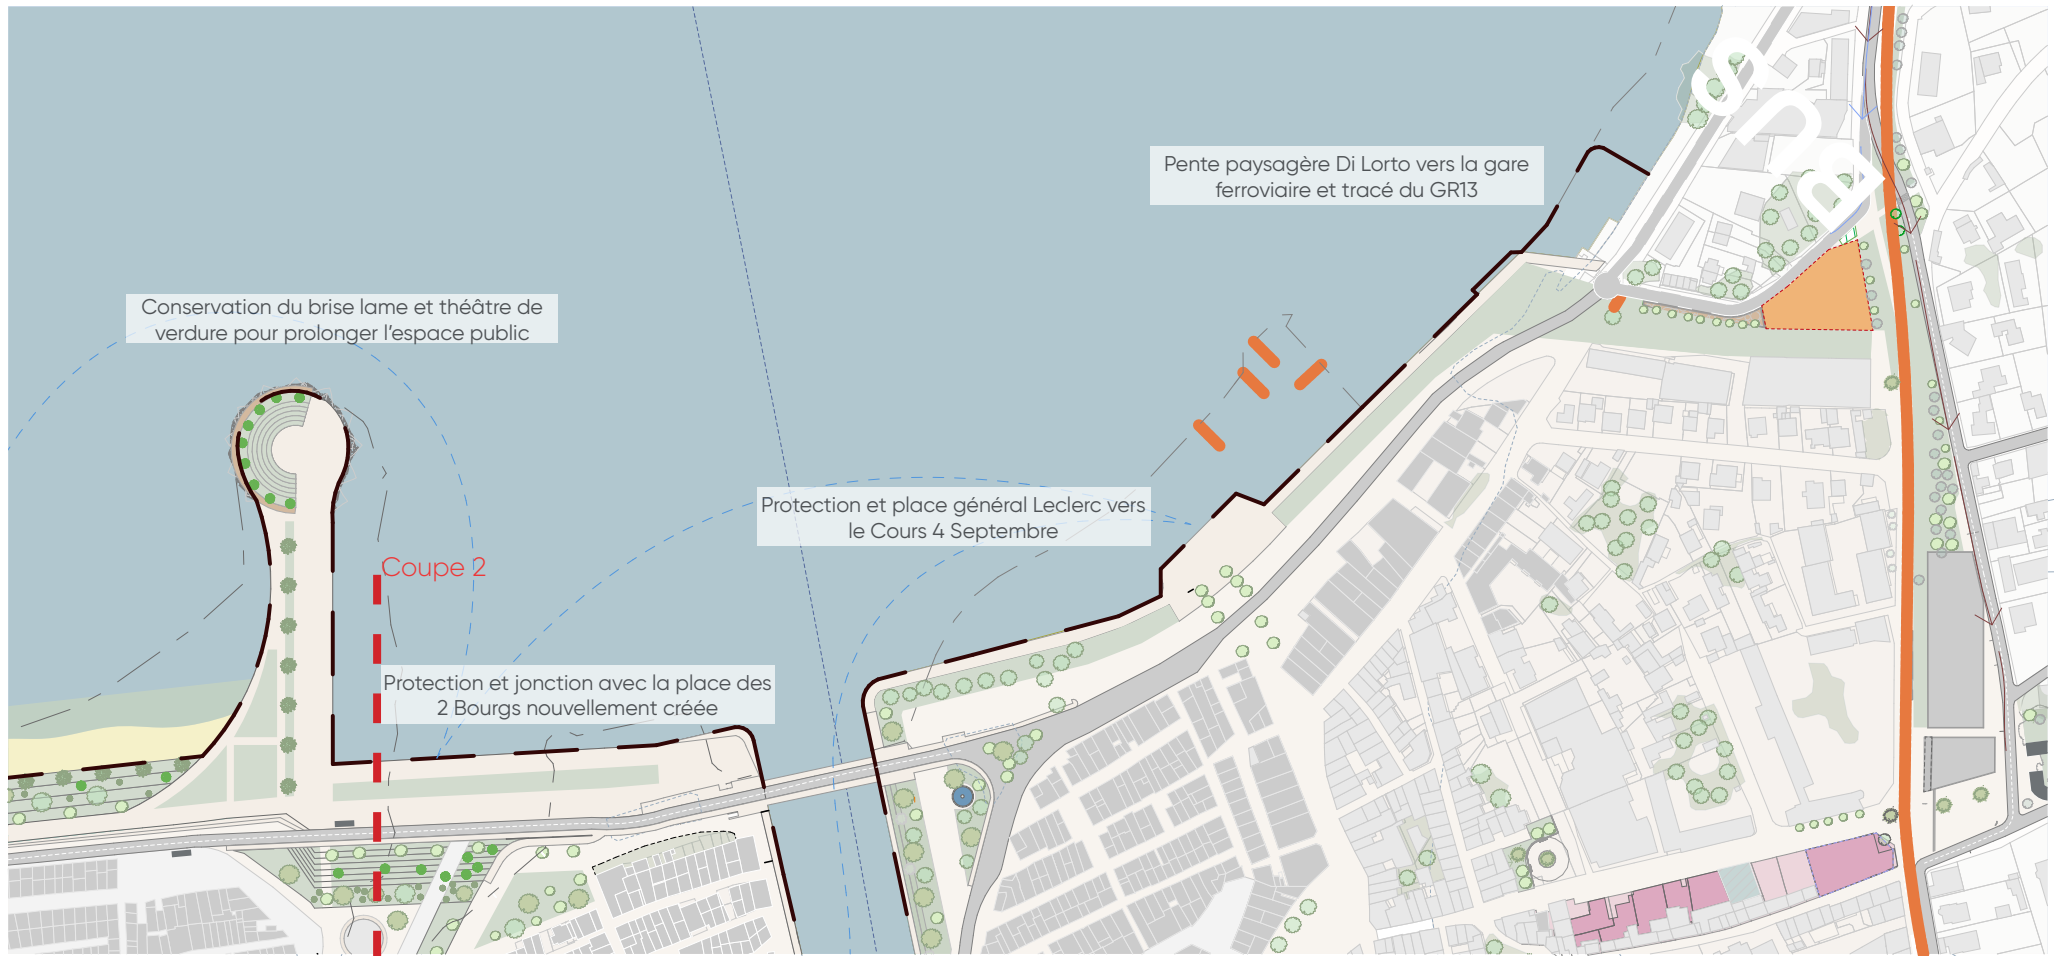 BUS
Pente paysagère Di Lorto vers la gare
ferroviaire et tracé du GR13
Conservation du brise lame et théâtre de
verdure pour prolonger l'espace public
Protection et place général Leclerc vers
le Cours 4 Septembre
Coupe 2
Protection et jonction avec la place des
2 Bourgs nouvellement créée